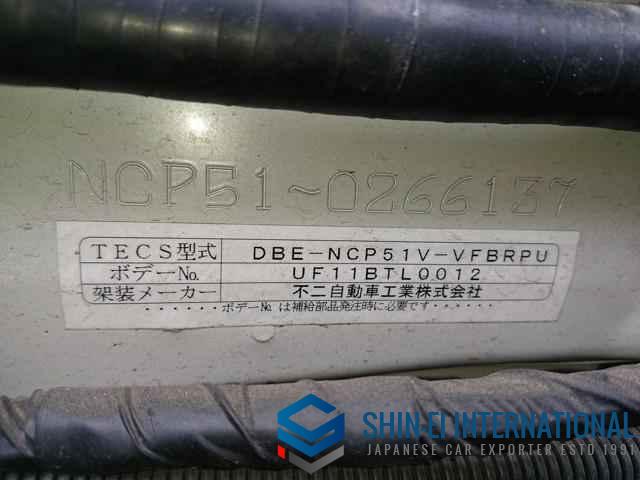 NCP51-0266137
TECS型式 DBE-NCP51V-VFBRPU
ボデーNo. UF11BTL0012
架装メーカー 不二自動車工業株式会社
······ボデーNo.は補給部品発注時に必要です······
SHIN-EI INTERNATIONAL
JAPANESE CAR EXPORTER ESTD 1991